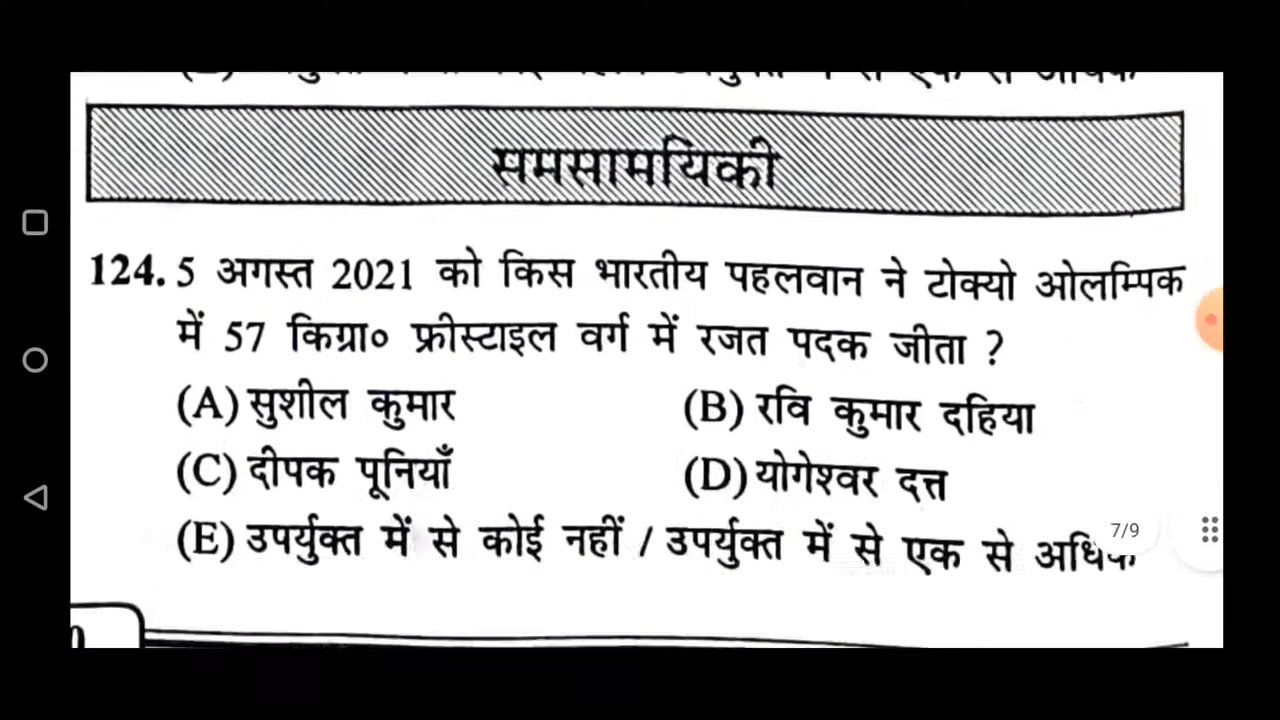 समसामयिकी
124. 5 अगस्त 2021 को किस भारतीय पहलवान ने टोक्यो ओलम्पिक
में 57 किग्रा० फ्रीस्टाइल वर्ग में रजत पदक जीता ?
(A) सुशील कुमार (B) रवि कुमार दहिया
(C) दीपक पूनियाँ (D) योगेश्वर दत्त
(E) उपर्युक्त में से कोई नहीं / उपर्युक्त में से एक से अधिक
7/9